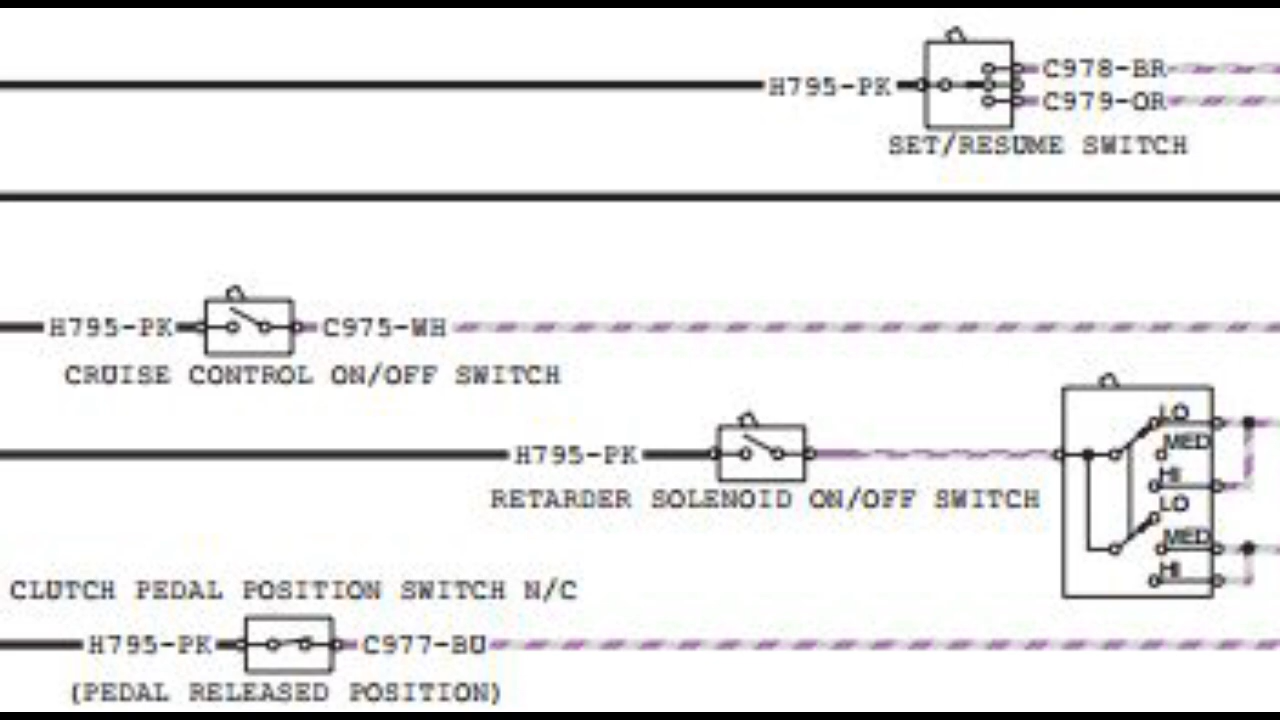 H795-PK C978-BR
C979-OR
SET/RESUME SWITCH
H795-PK C975-WH
CRUISE CONTROL ON/OFF SWITCH
H795-PK
RETARDER SOLENOID ON/OFF SWITCH
LO
MED
HI
LO
MED
HI
CLUTCH PEDAL POSITION SWITCH N/C
H795-PK C977-BU
(PEDAL RELEASED POSITION)